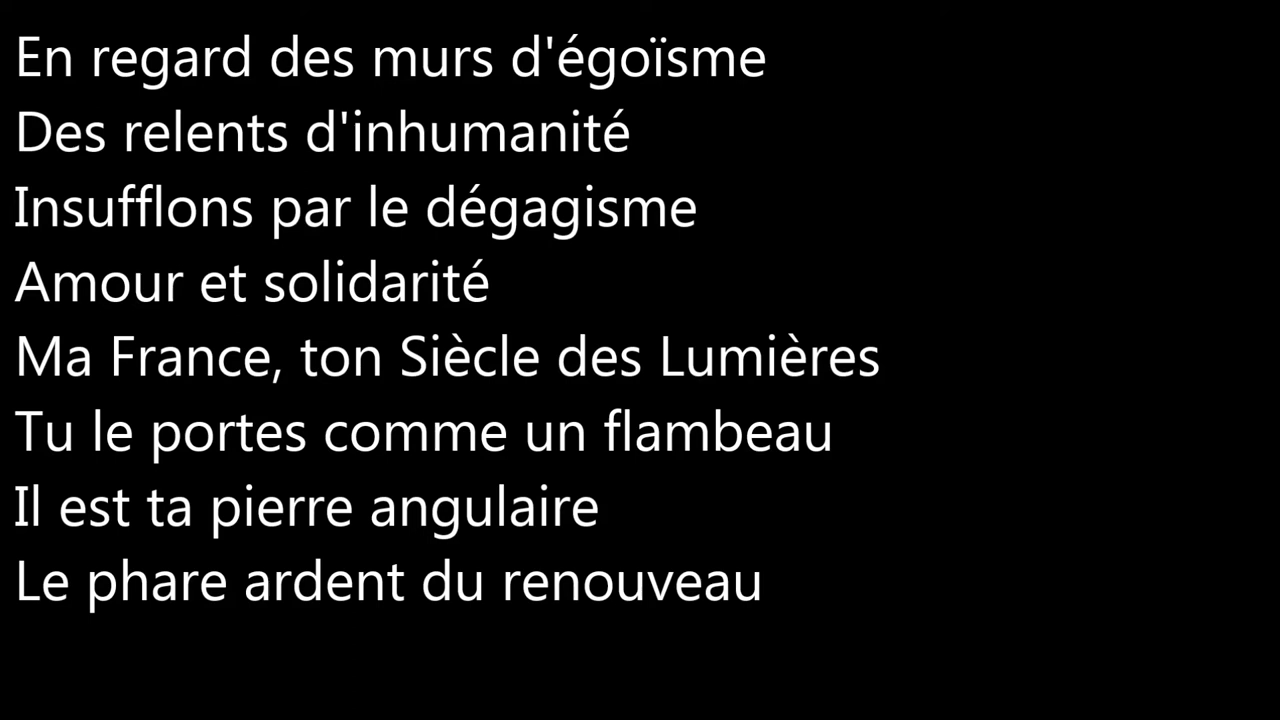 En regard des murs d'égoïsme
Des relents d'inhumanité
Insufflons par le dégagisme
Amour et solidarité
Ma France, ton Siècle des Lumières
Tu le portes comme un flambeau
Il est ta pierre angulaire
Le phare ardent du renouveau